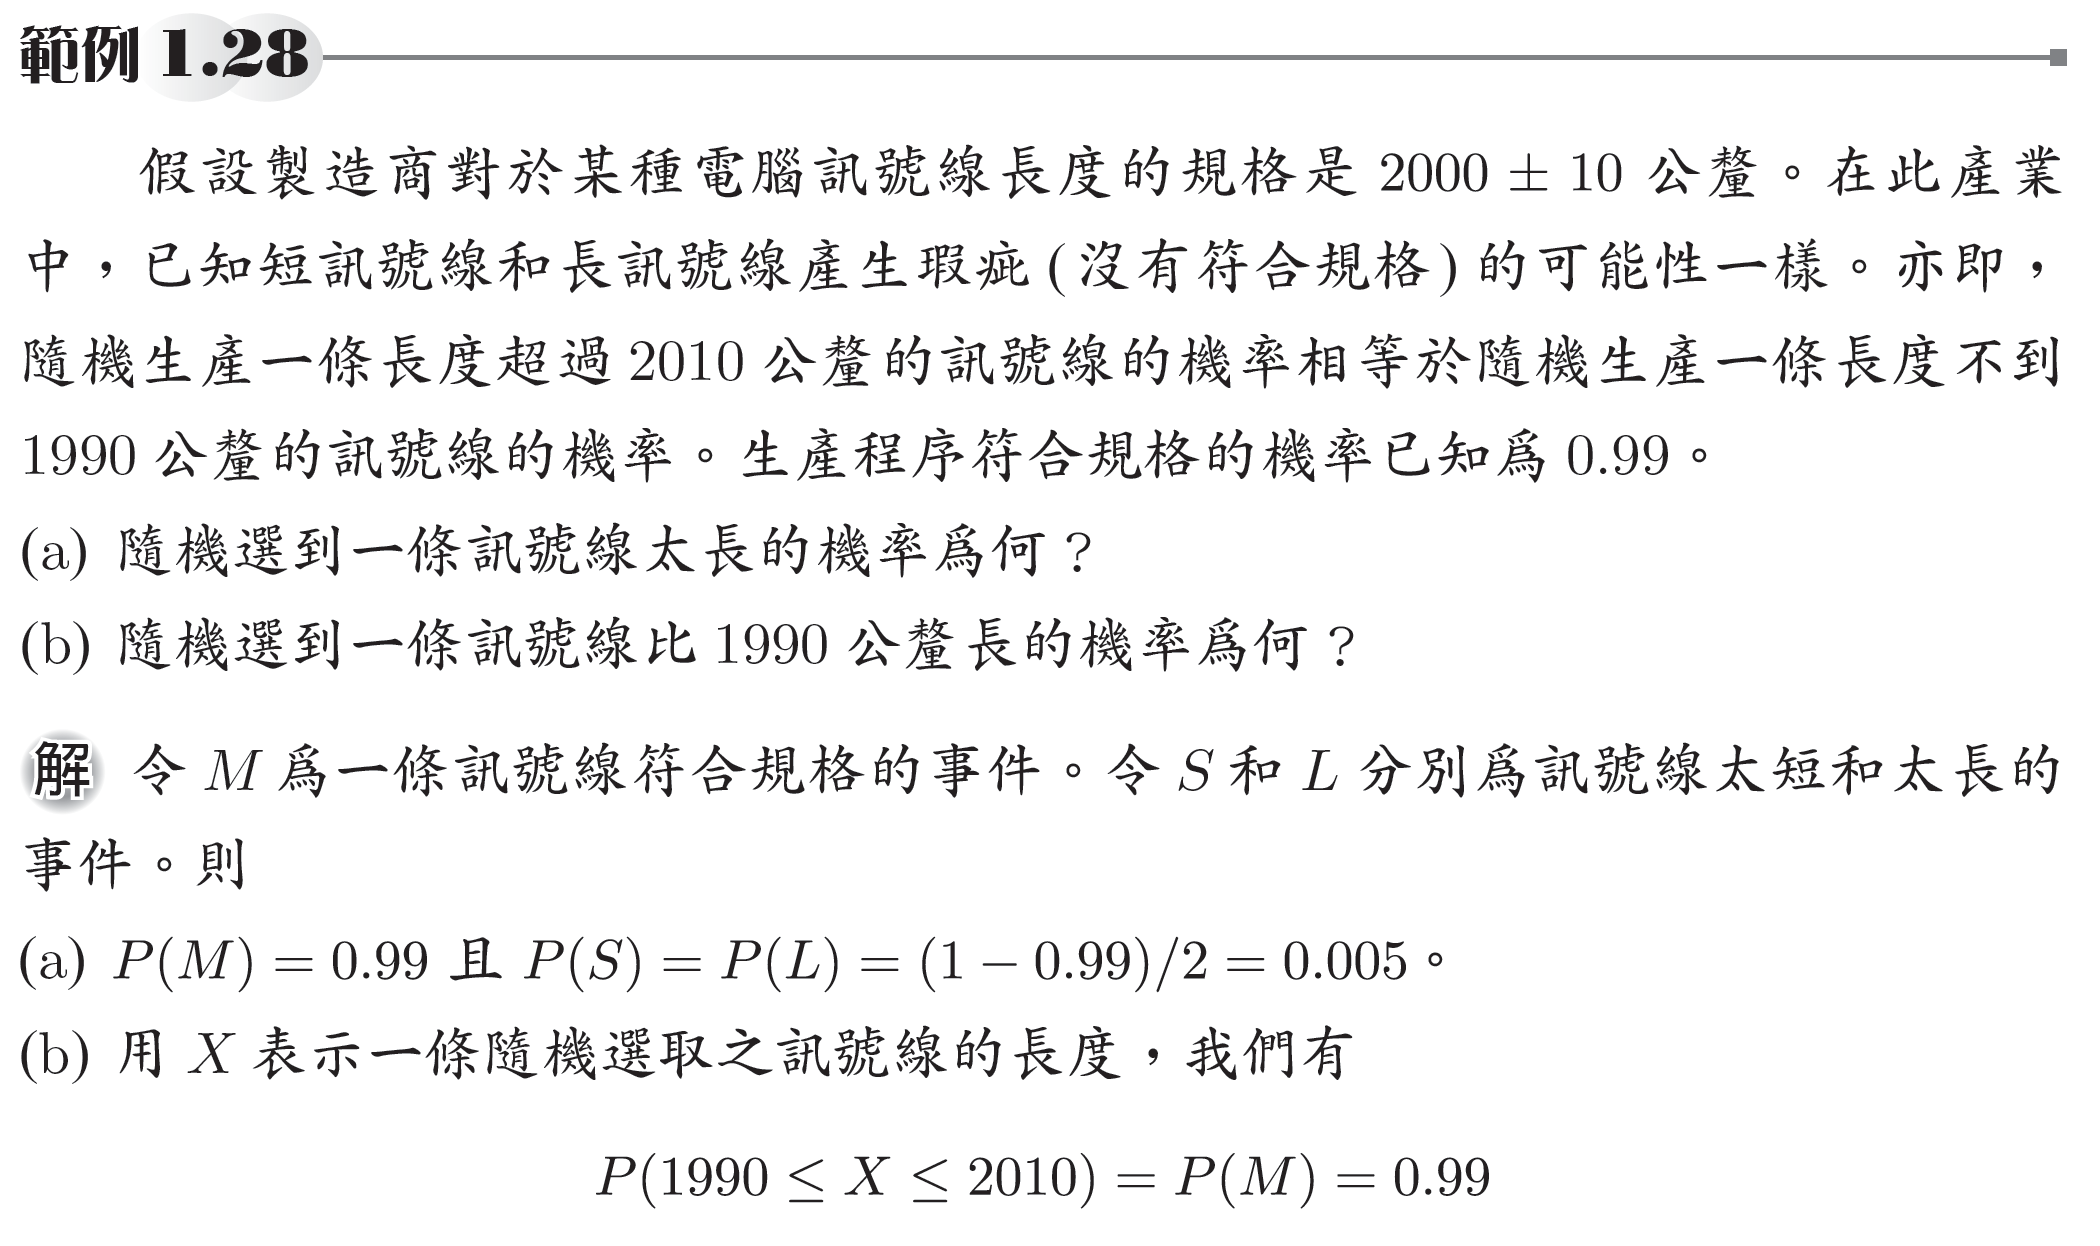 範例 1.28
假設製造商對於某種電腦訊號線長度的規格是 2000 ± 10 公釐。在此產業
中，已知短訊號線和長訊號線產生瑕疵 (沒有符合規格) 的可能性一樣。亦即，
隨機生產一條長度超過 2010 公釐的訊號線的機率相等於隨機生產一條長度不到
1990 公釐的訊號線的機率。生產程序符合規格的機率已知爲 0.99。
(a) 隨機選到一條訊號線太長的機率爲何？
(b) 隨機選到一條訊號線比 1990 公釐長的機率爲何？
解 令 M 爲一條訊號線符合規格的事件。令 S 和 L 分別爲訊號線太短和太長的
事件。則
(a) P(M) = 0.99 且 P(S) = P(L) = (1 − 0.99)/2 = 0.005。
(b) 用 X 表示一條隨機選取之訊號線的長度，我們有
P(1990 ≤ X ≤ 2010) = P(M) = 0.99